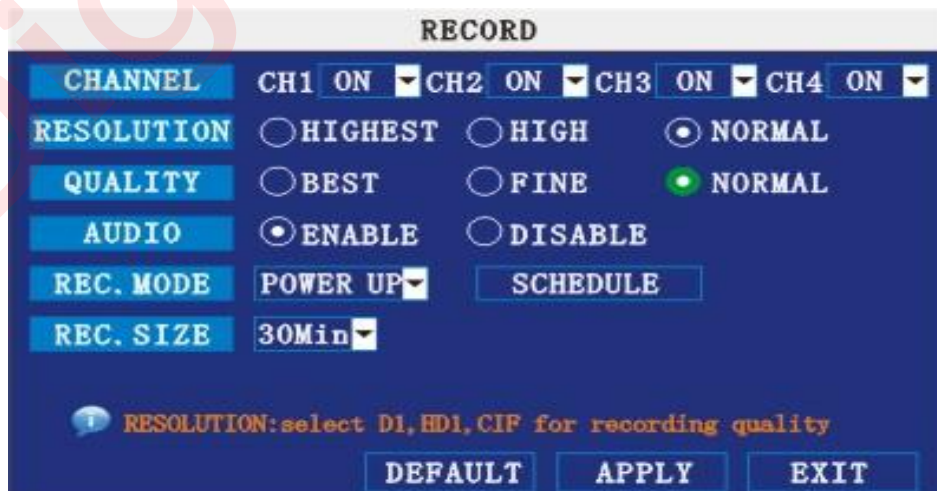 RECORD
CHANNEL CH1 ON CH2 ON CH3 ON CH4 ON
RESOLUTION HIGHEST HIGH NORMAL
QUALITY BEST FINE NORMAL
AUDIO ENABLE DISABLE
REC. MODE POWER UP SCHEDULE
REC. SIZE 30Min
RESOLUTION:select D1,HD1,CIF for recording quality
DEFAULT APPLY EXIT